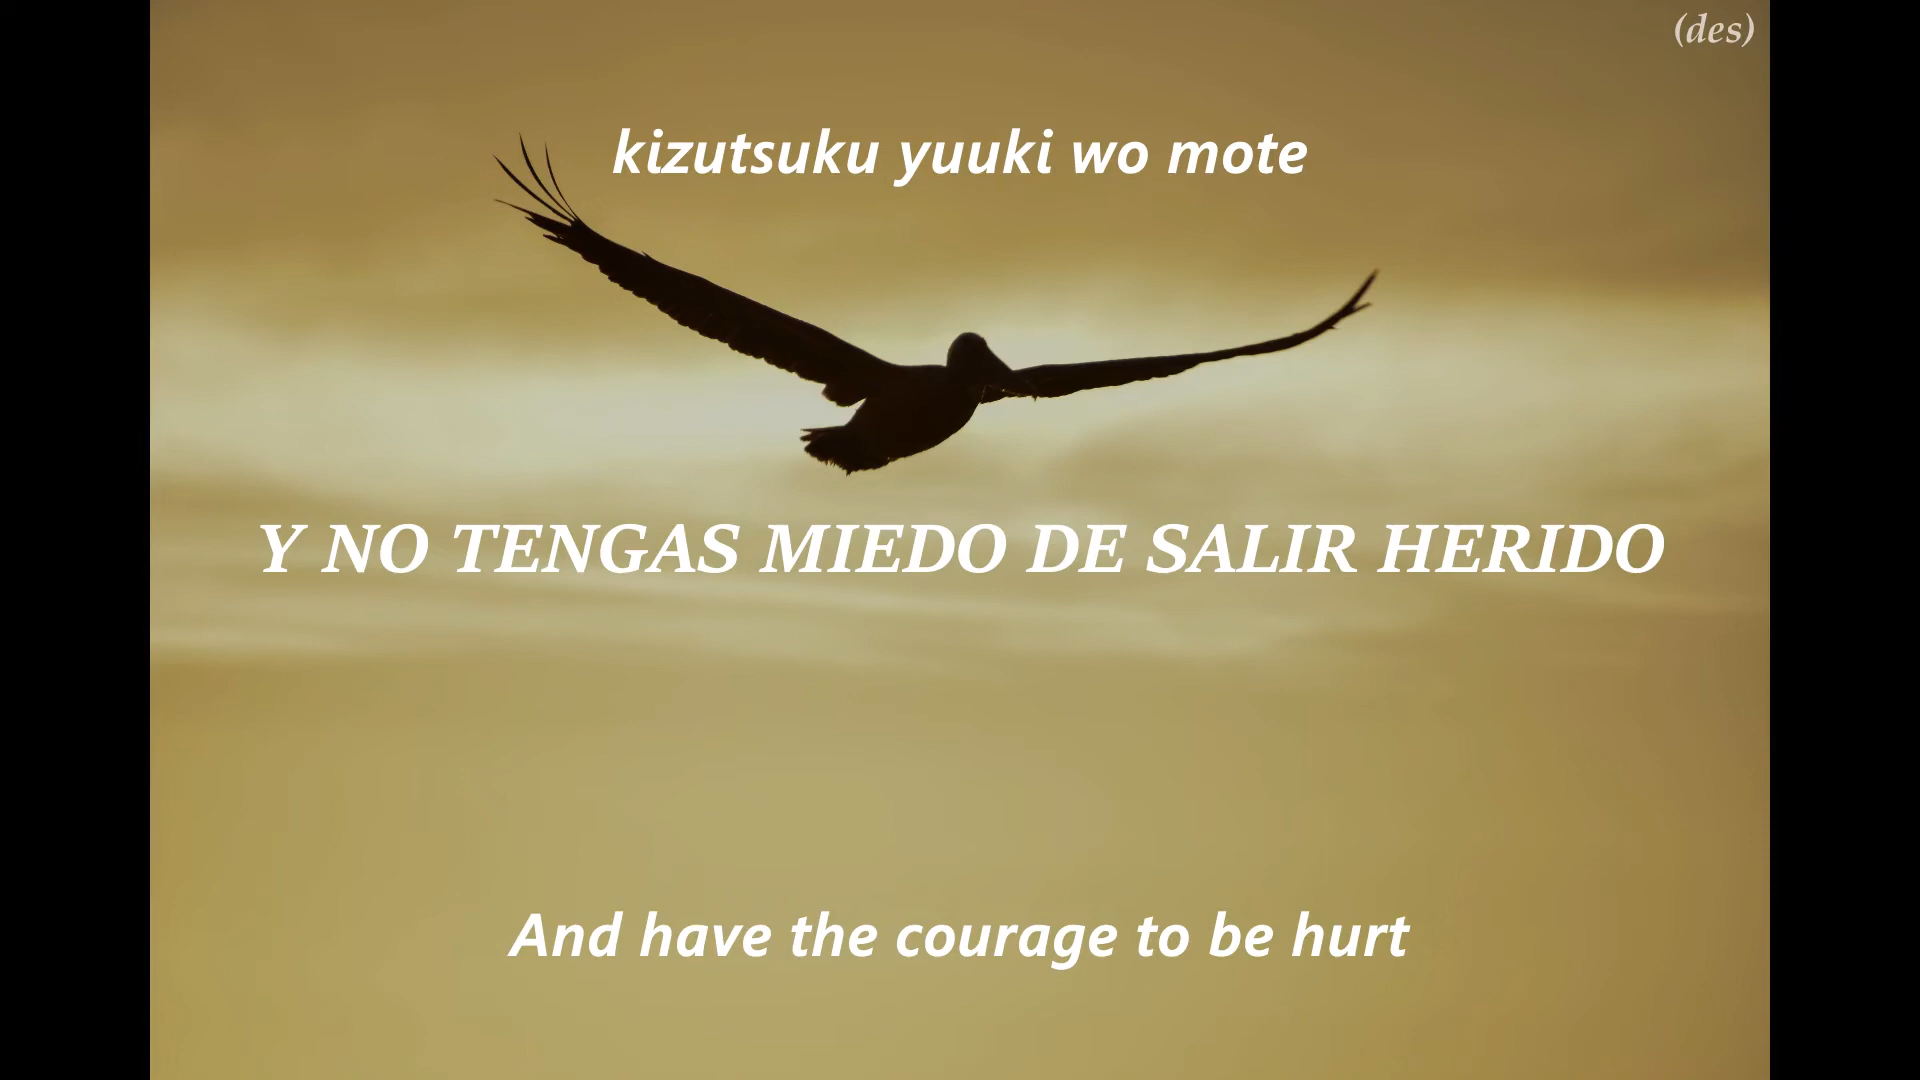 (des)
kizutsuku yuuki wo mote
Y NO TENGAS MIEDO DE SALIR HERIDO
And have the courage to be hurt